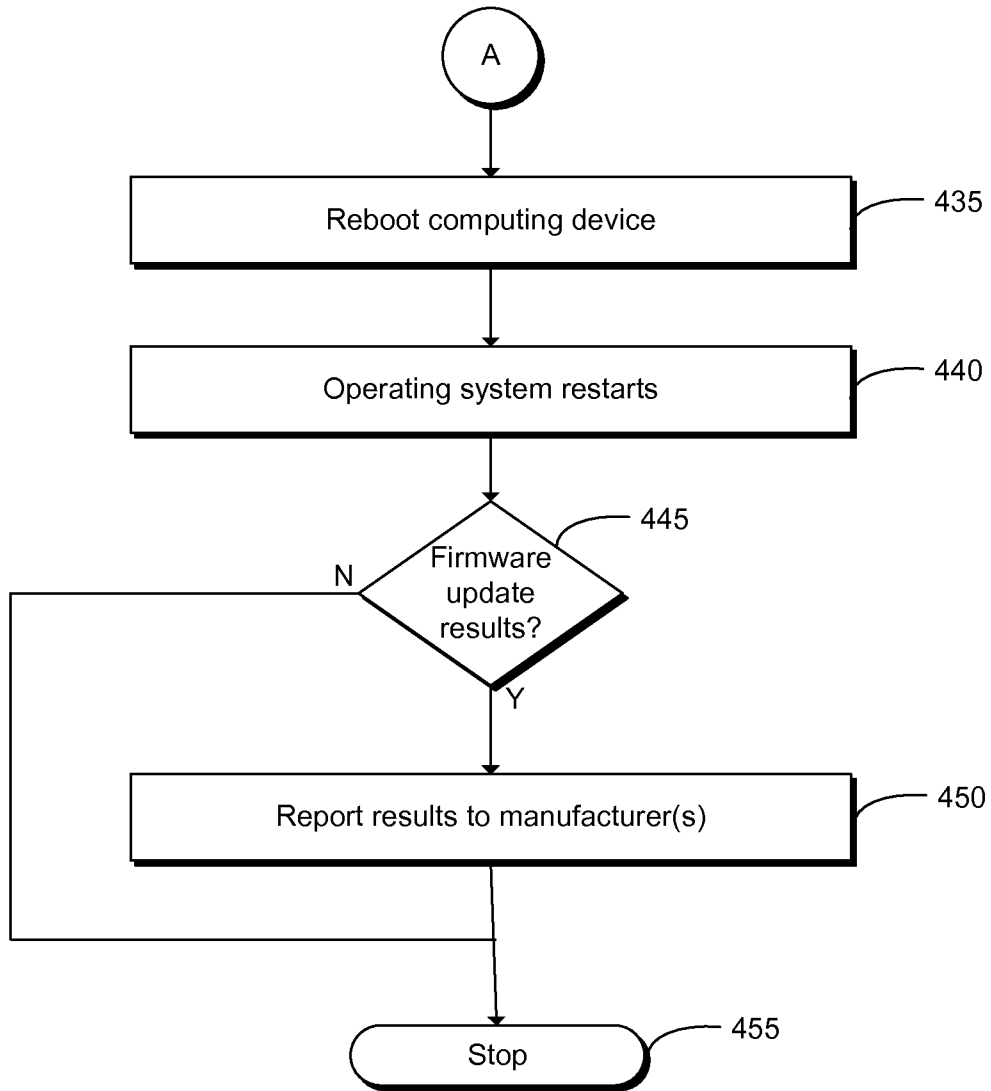 A
Reboot computing device
435
Operating system restarts
440
445
Firmware
update
results?
N
Y
Report results to manufacturer(s)
450
Stop
455